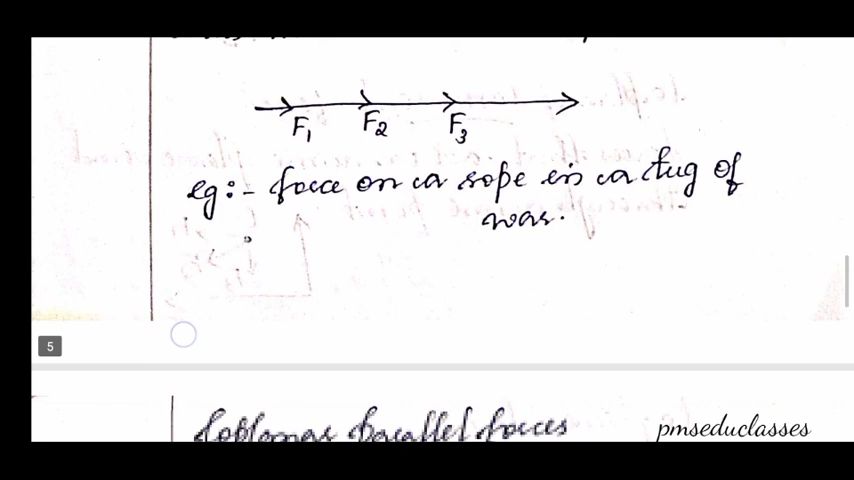 F₁ F₂ F₃
eg:- force on a rope in a tug of
war.
5
Coplanar Parallel forces
pmseduclasses